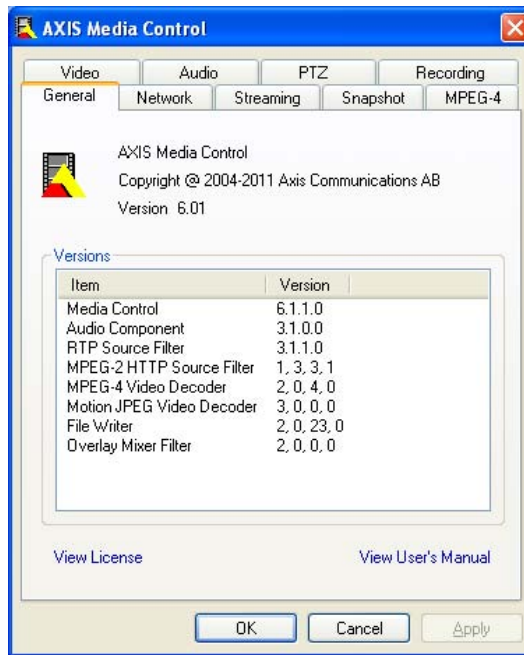 AXIS Media Control
Video Audio PTZ Recording
General Network Streaming Snapshot MPEG-4
AXIS Media Control
Copyright @ 2004-2011 Axis Communications AB
Version 6.01
Versions
Item Version
Media Control 6.1.1.0
Audio Component 3.1.0.0
RTP Source Filter 3.1.1.0
MPEG-2 HTTP Source Filter 1, 3, 3, 1
MPEG-4 Video Decoder 2, 0, 4, 0
Motion JPEG Video Decoder 3, 0, 0, 0
File Writer 2, 0, 23, 0
Overlay Mixer Filter 2, 0, 0, 0
View License View User's Manual
OK Cancel Apply